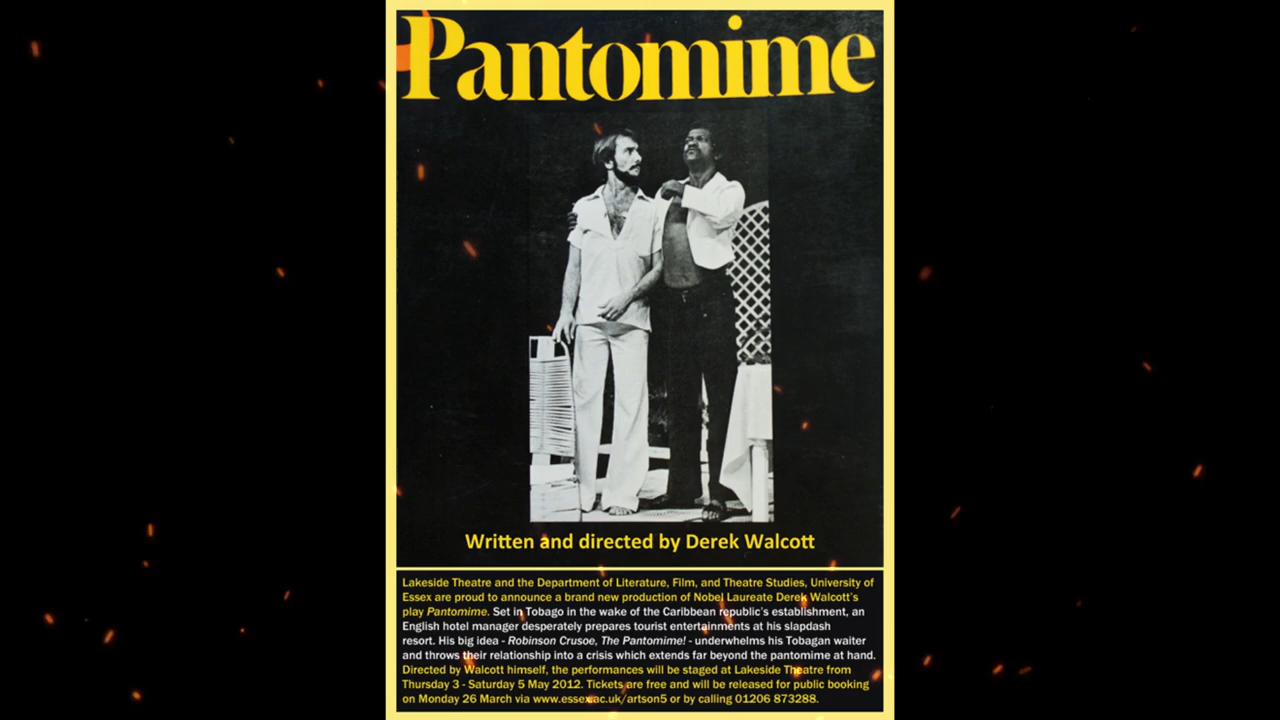 Pantomime
Written and directed by Derek Walcott
Lakeside Theatre and the Department of Literature, Film, and Theatre Studies, University of
Essex are proud to announce a brand new production of Nobel Laureate Derek Walcott's
play Pantomime. Set in Tobago in the wake of the Caribbean republic's establishment, an
English hotel manager desperately prepares tourist entertainments at his slapdash
resort. His big idea - Robinson Crusoe, The Pantomime! - underwhelms his Tobagan waiter
and throws their relationship into a crisis which extends far beyond the pantomime at hand.
Directed by Walcott himself, the performances will be staged at Lakeside Theatre from
Thursday 3 - Saturday 5 May 2012. Tickets are free and will be released for public booking
on Monday 26 March via www.essex.ac.uk/artson5 or by calling 01206 873288.